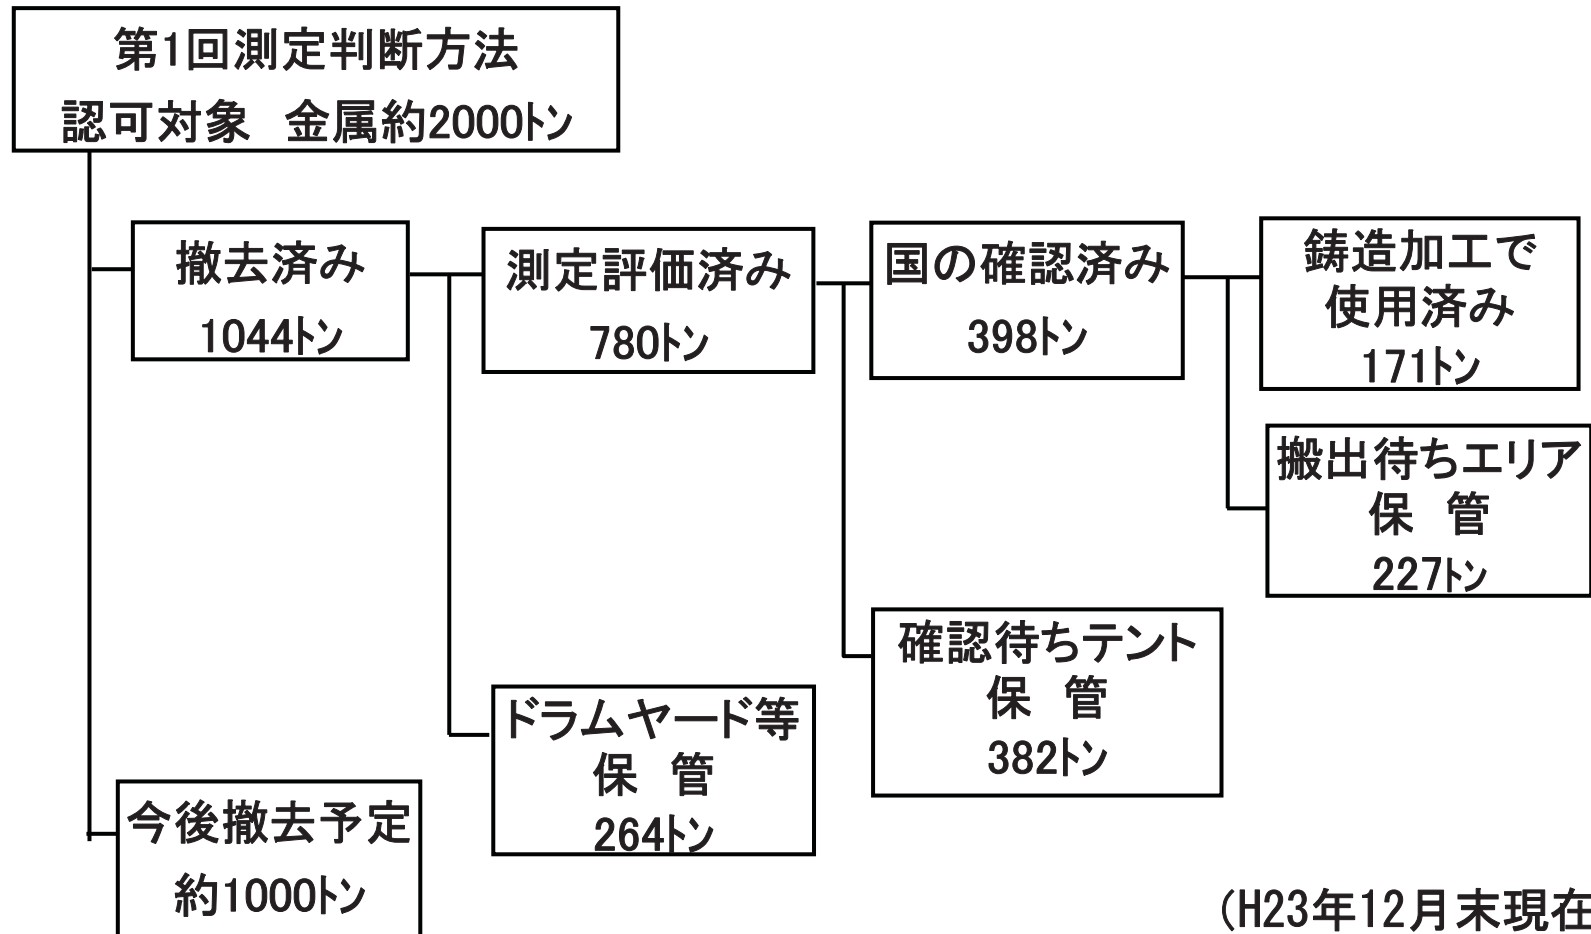 第1回測定判断方法
認可対象　金属約2000トン
撤去済み
1044トン
測定評価済み
780トン
国の確認済み
398トン
鋳造加工で
使用済み
171トン
搬出待ちエリア
保　管
227トン
確認待ちテント
保　管
382トン
ドラムヤード等
保　管
264トン
今後撤去予定
約1000トン
(H23年12月末現在